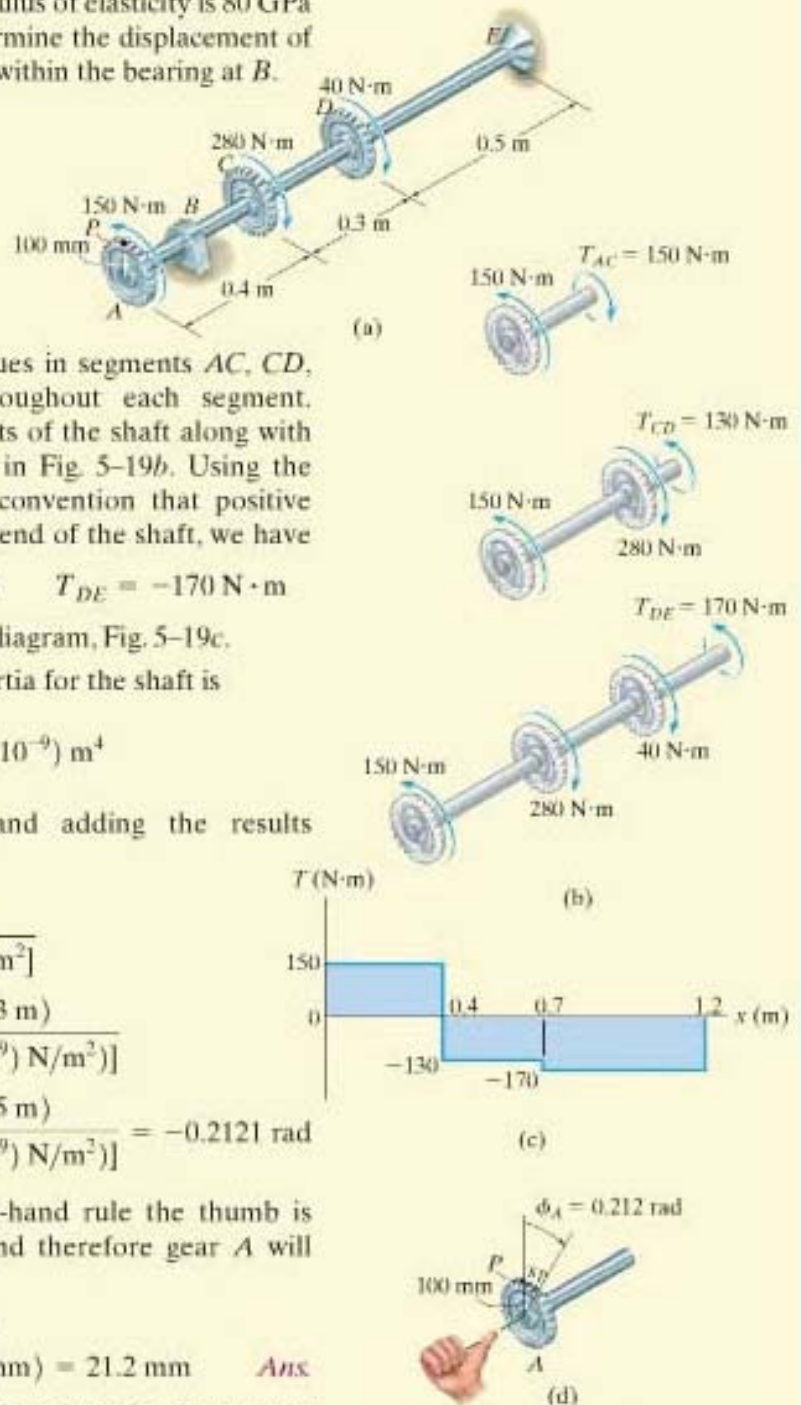 ulus of elasticity is 80 GPa
rmine the displacement of
within the bearing at B.
E
40 N·m
D
280 N·m
C
0.5 m
150 N·m B
P
100 mm
0.3 m
0.4 m
A
(a)
T_AC = 150 N·m
150 N·m
ues in segments AC, CD,
oughout each segment.
ts of the shaft along with
in Fig. 5–19b. Using the
convention that positive
end of the shaft, we have
T_DE = −170 N · m
diagram, Fig. 5–19c.
rtia for the shaft is
10⁻⁹) m⁴
and adding the results
T_CD = 130 N·m
150 N·m
280 N·m
T_DE = 170 N·m
40 N·m
150 N·m
280 N·m
(b)
T (N·m)
150
0
0.4
0.7
1.2
x (m)
−130
−170
(c)
m²]
3 m)
⁹) N/m²)]
5 m)
⁹) N/m²)]
= −0.2121 rad
-hand rule the thumb is
nd therefore gear A will
mm) = 21.2 mm Ans.
ϕ_A = 0.212 rad
P
s_P
100 mm
A
(d)